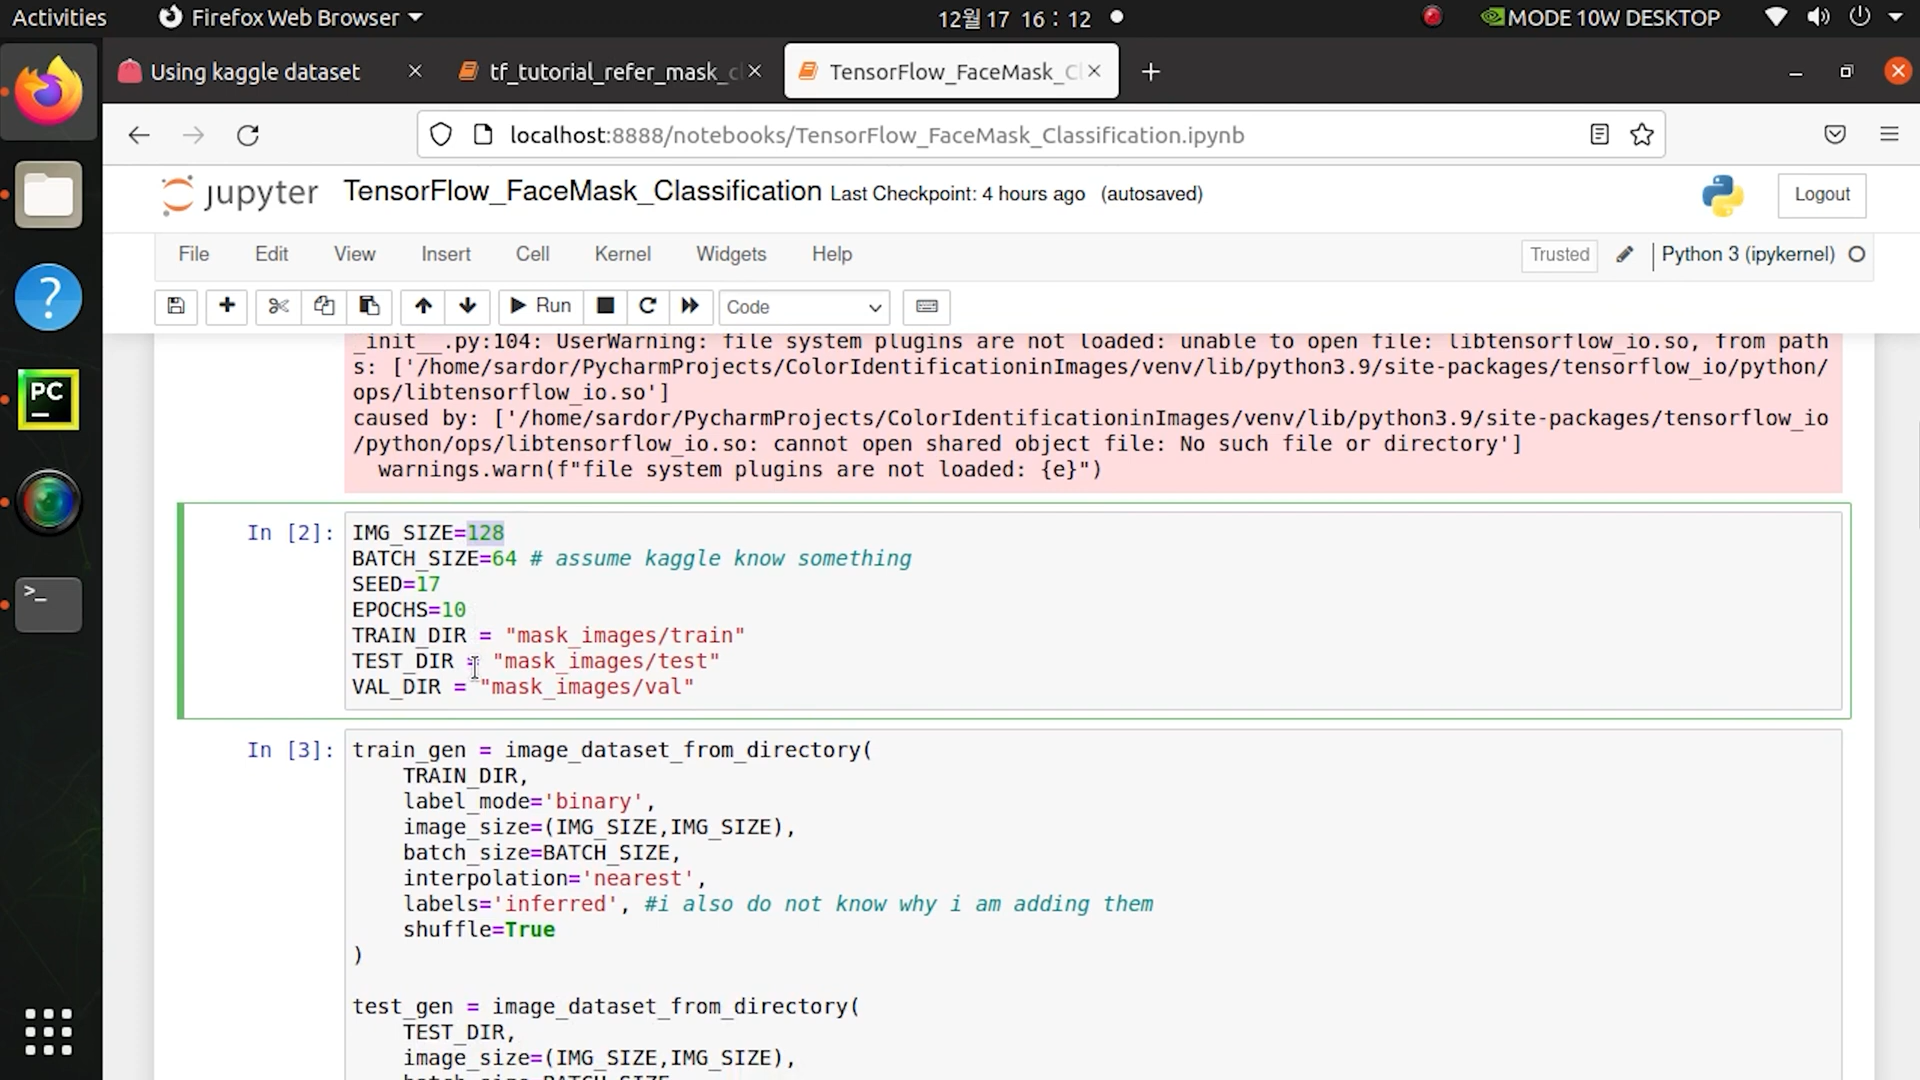 Activities
Firefox Web Browser
12월 17 16 : 12
MODE 10W DESKTOP
Using kaggle dataset
tf_tutorial_refer_mask_c
TensorFlow_FaceMask_Cl
localhost:8888/notebooks/TensorFlow_FaceMask_Classification.ipynb
jupyter
TensorFlow_FaceMask_Classification Last Checkpoint: 4 hours ago (autosaved)
Logout
File Edit View Insert Cell Kernel Widgets Help
Trusted
Python 3 (ipykernel)
Run
Code
_init__.py:104: UserWarning: file system plugins are not loaded: unable to open file: libtensorflow_io.so, from path
s: ['/home/sardor/PycharmProjects/ColorIdentificationinImages/venv/lib/python3.9/site-packages/tensorflow_io/python/
ops/libtensorflow_io.so']
caused by: ['/home/sardor/PycharmProjects/ColorIdentificationinImages/venv/lib/python3.9/site-packages/tensorflow_io
/python/ops/libtensorflow_io.so: cannot open shared object file: No such file or directory']
warnings.warn(f"file system plugins are not loaded: {e}")
In [2]:
IMG_SIZE=128
BATCH_SIZE=64 # assume kaggle know something
SEED=17
EPOCHS=10
TRAIN_DIR = "mask_images/train"
TEST_DIR = "mask_images/test"
VAL_DIR = "mask_images/val"
In [3]:
train_gen = image_dataset_from_directory(
TRAIN_DIR,
label_mode='binary',
image_size=(IMG_SIZE,IMG_SIZE),
batch_size=BATCH_SIZE,
interpolation='nearest',
labels='inferred', #i also do not know why i am adding them
shuffle=True
)
test_gen = image_dataset_from_directory(
TEST_DIR,
image_size=(IMG_SIZE,IMG_SIZE),
PC
>_
?